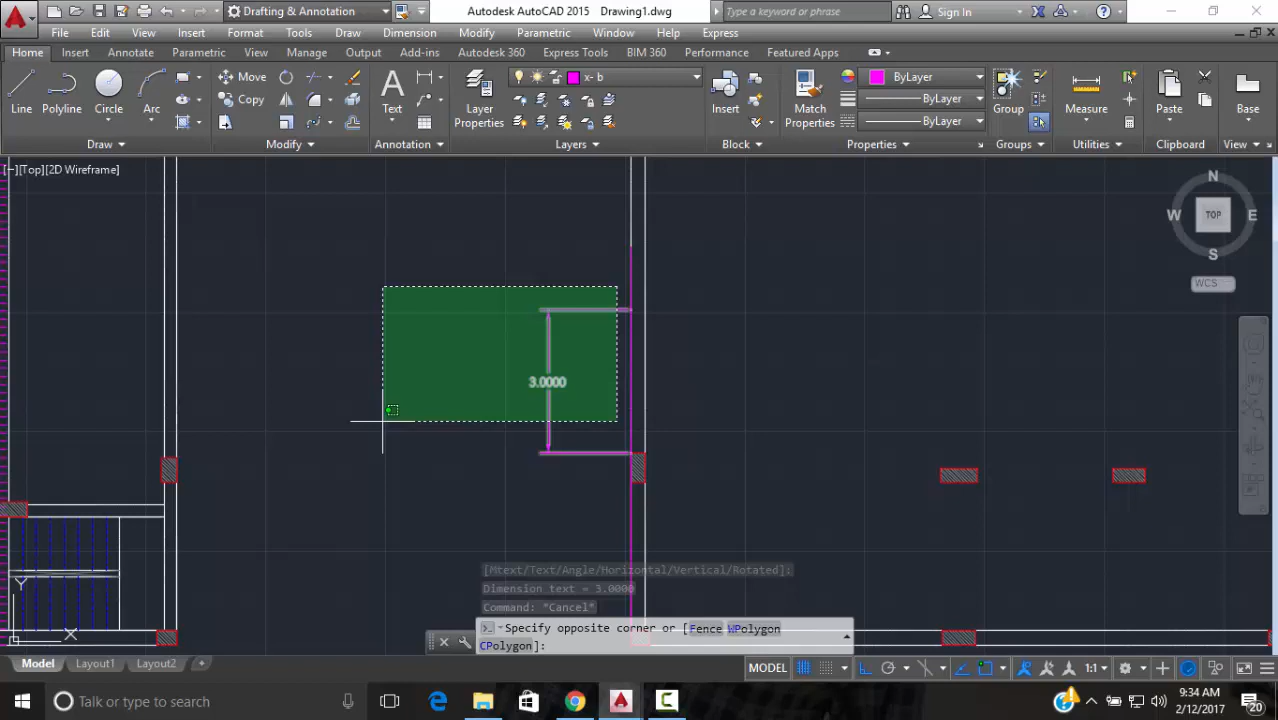 Drafting & Annotation
Autodesk AutoCAD 2015 Drawing1.dwg
Type a keyword or phrase
Sign In
File Edit View Insert Format Tools Draw Dimension Modify Parametric Window Help Express
Home Insert Annotate Parametric View Manage Output Add-ins Autodesk 360 Express Tools BIM 360 Performance Featured Apps
Line
Polyline
Circle
Arc
Move
Copy
Text
Layer
Properties
x- b
Insert
Match
Properties
ByLayer
ByLayer
ByLayer
Group
Measure
Paste
Base
Draw
Modify
Annotation
Layers
Block
Properties
Groups
Utilities
Clipboard
View
[−][Top][2D Wireframe]
N
W
TOP
E
S
WCS
3.0000
Y
X
[Mtext/Text/Angle/Horizontal/Vertical/Rotated]:
Dimension text = 3.0000
Command: *Cancel*
Specify opposite corner or [Fence WPolygon
CPolygon]:
Model Layout1 Layout2 +
MODEL
1:1
Talk or type here
9:34 AM
2/12/2017
20